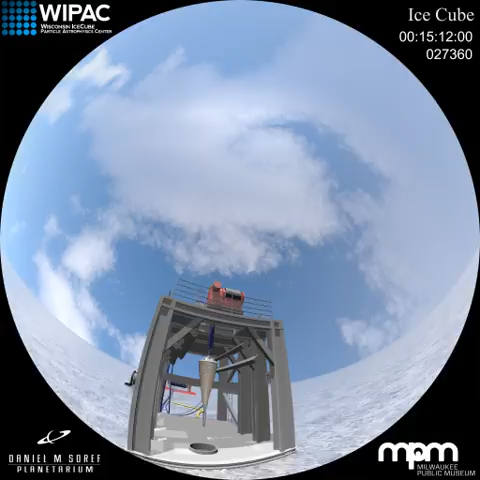 WIPAC
WISCONSIN ICECUBE
PARTICLE ASTROPHYSICS CENTER
Ice Cube
00:15:12:00
027360
DANIEL M SOREF
PLANETARIUM
mpm
MILWAUKEE
PUBLIC MUSEUM